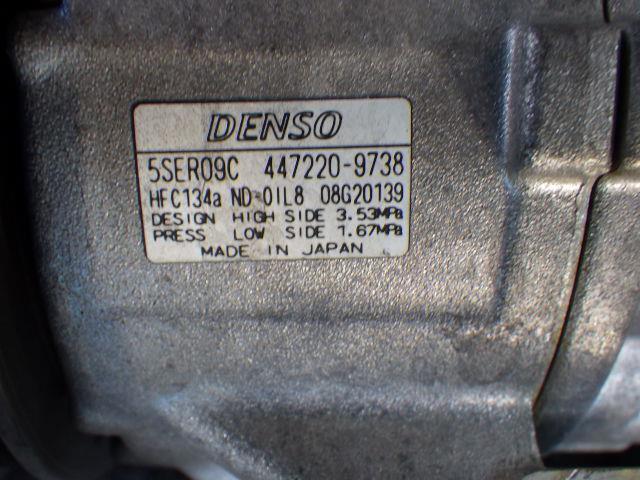 DENSO
5SER09C 447220-9738
HFC134a ND-OIL8 08G20139
DESIGN HIGH SIDE 3.53MPa
PRESS LOW SIDE 1.67MPa
MADE IN JAPAN